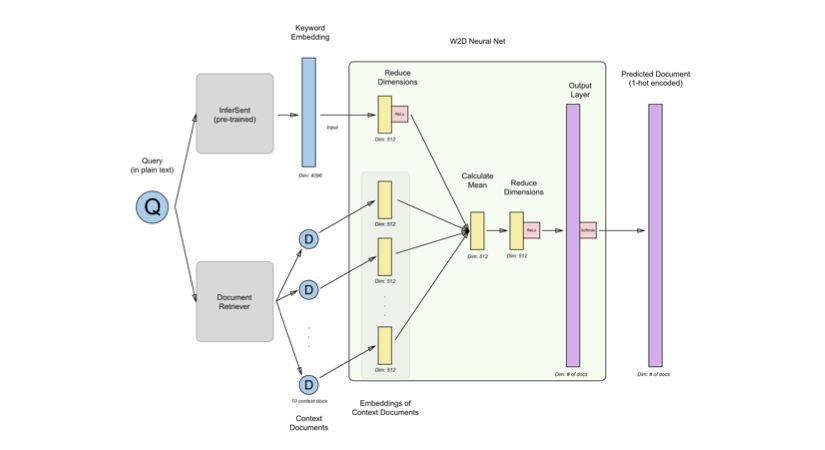 Keyword
Embedding
W2D Neural Net
Reduce
Dimensions
Output
Layer
Predicted Document
(1-hot encoded)
InferSent
(pre-trained)
ReLu
Input
Dim: 512
Dim: 4096
Query
(in plain text)
Q
Calculate
Mean
Reduce
Dimensions
Dim: 512
D
ReLu
Softmax
Dim: 512
Dim: 512
Dim: 512
D
Document
Retriever
Dim: 512
D
10 context docs
Dim: # of docs
Dim: # of docs
Context
Documents
Embeddings of
Context Documents